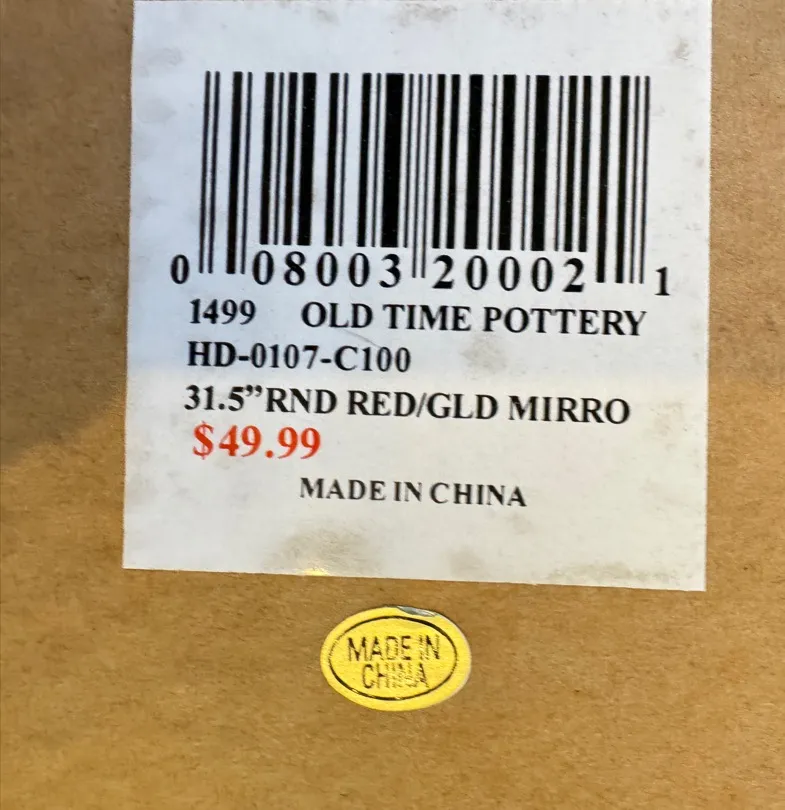 0 08003 20002 1
1499 OLD TIME POTTERY
HD-0107-C100
31.5”RND RED/GLD MIRRO
$49.99
MADE IN CHINA
MADE IN
CHINA